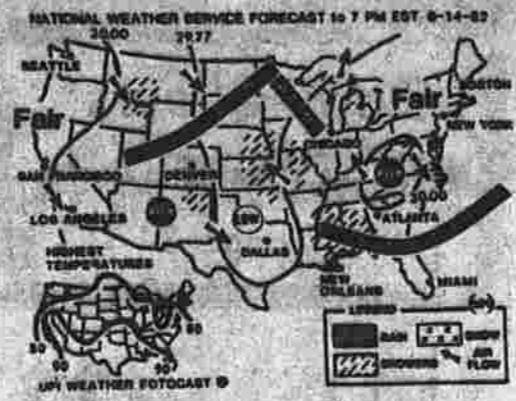 NATIONAL WEATHER SERVICE FORECAST to 7 PM EST 8-14-82
30.00 29.77
SEATTLE
BOSTON
Fair
Fair
NEW YORK
CHICAGO
SAN FRANCISCO
DENVER
30.00
LOS ANGELES
LOW
ATLANTA
DALLAS
HIGHEST
TEMPERATURES
NEW
ORLEANS
MIAMI
LEGEND
RAIN
SNOW
SHOWERS
AIR
FLOW
80
80
90
90
UPI WEATHER FOTOCAST ®